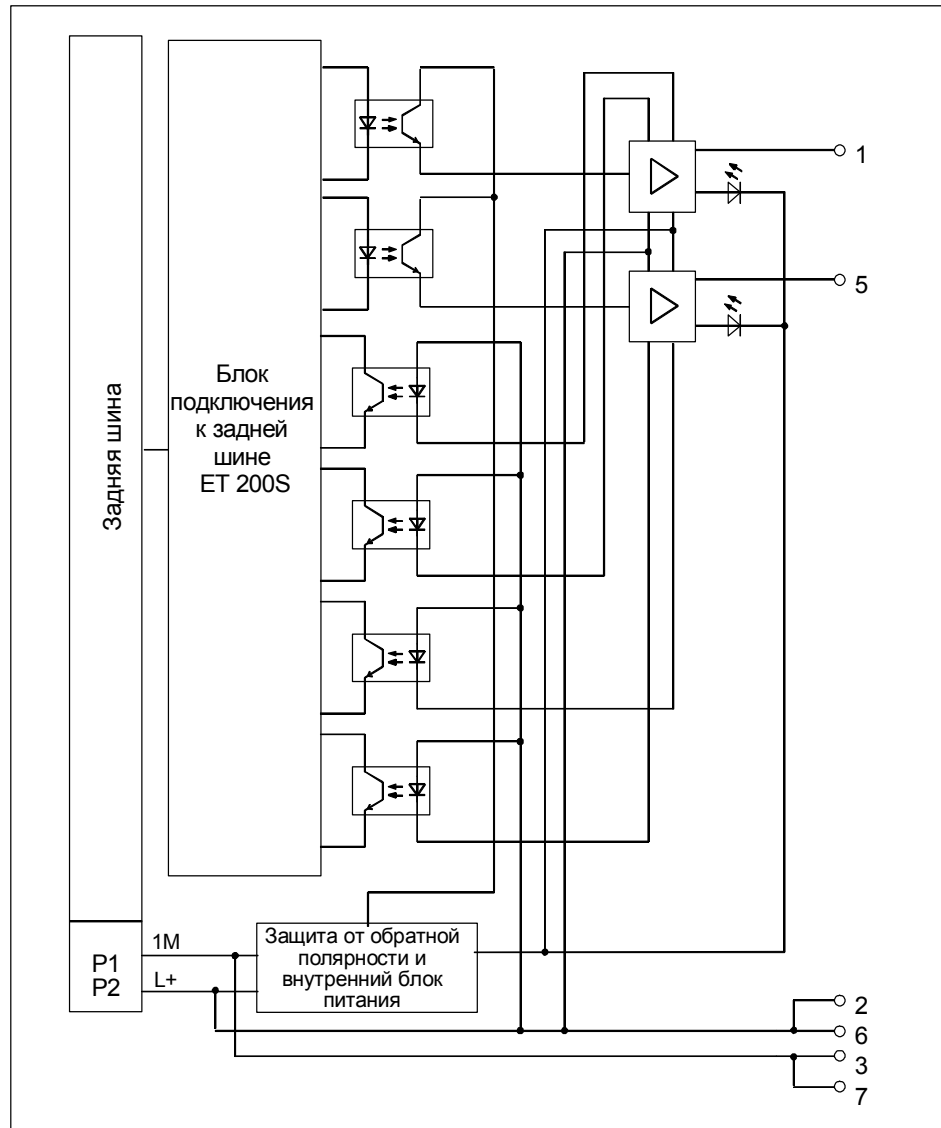 Задняя шина
Блок
подключения
к задней
шине
ET 200S
1
5
P1
P2
1M
L+
Защита от обратной
полярности и
внутренний блок
питания
2
6
3
7